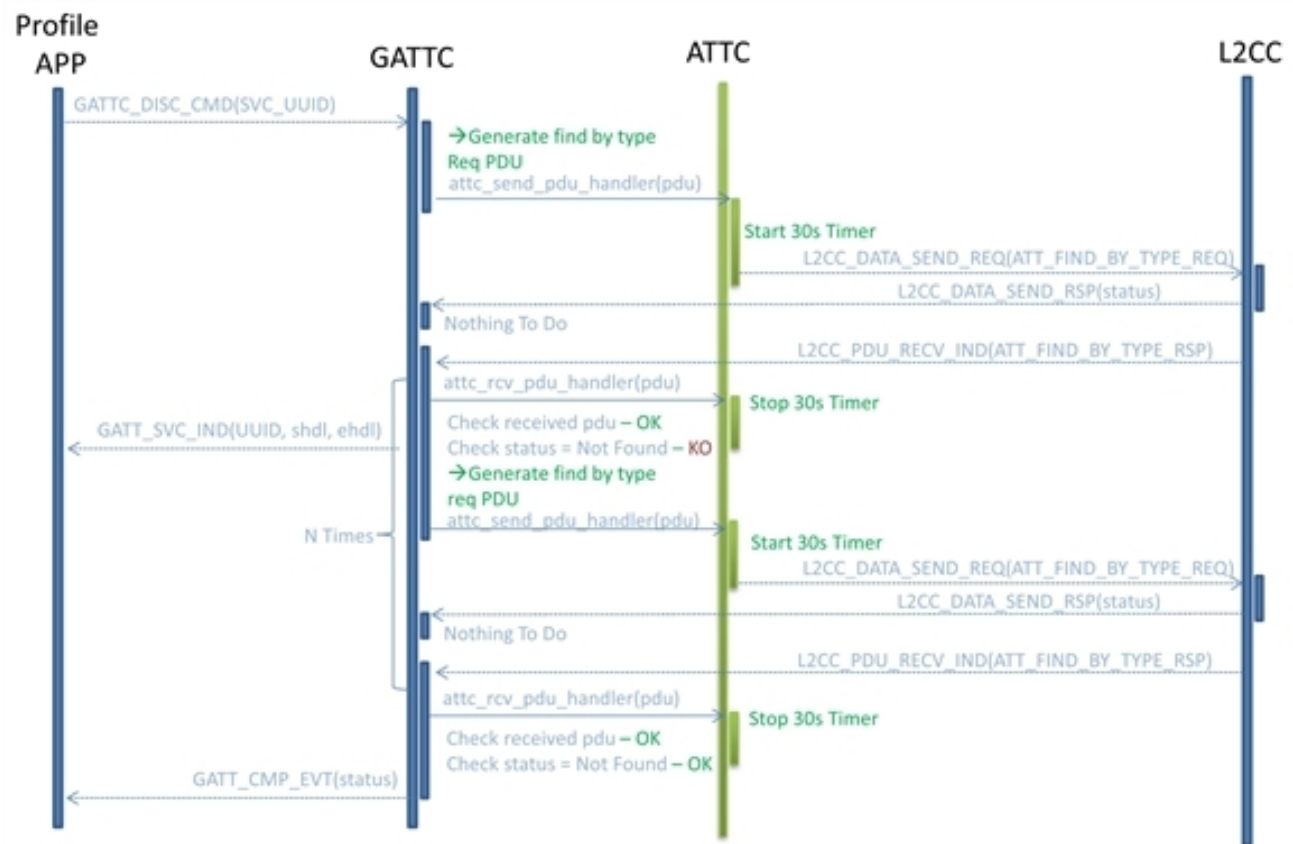 Profile
APP
GATTC
ATTC
L2CC
GATTC_DISC_CMD(SVC_UUID)
→Generate find by type
Req PDU
attc_send_pdu_handler(pdu)
Start 30s Timer
L2CC_DATA_SEND_REQ(ATT_FIND_BY_TYPE_REQ)
L2CC_DATA_SEND_RSP(status)
Nothing To Do
L2CC_PDU_RECV_IND(ATT_FIND_BY_TYPE_RSP)
attc_rcv_pdu_handler(pdu)
Stop 30s Timer
Check received pdu – OK
GATT_SVC_IND(UUID, shdl, ehdl)
Check status = Not Found – KO
→Generate find by type
req PDU
attc_send_pdu_handler(pdu)
N Times
Start 30s Timer
L2CC_DATA_SEND_REQ(ATT_FIND_BY_TYPE_REQ)
L2CC_DATA_SEND_RSP(status)
Nothing To Do
L2CC_PDU_RECV_IND(ATT_FIND_BY_TYPE_RSP)
attc_rcv_pdu_handler(pdu)
Stop 30s Timer
Check received pdu – OK
Check status = Not Found – OK
GATT_CMP_EVT(status)